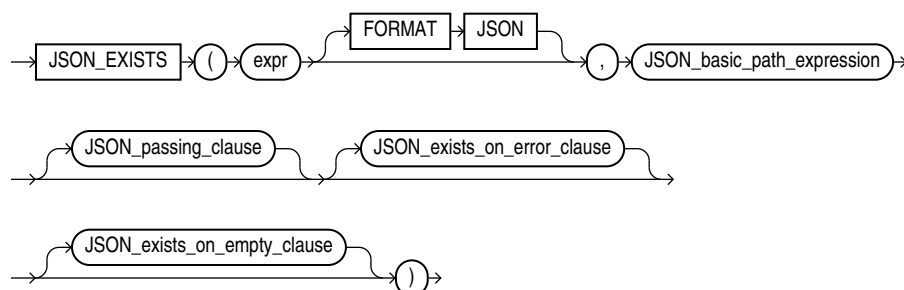 FORMAT JSON
JSON_EXISTS ( expr , JSON_basic_path_expression
JSON_passing_clause JSON_exists_on_error_clause
JSON_exists_on_empty_clause
)